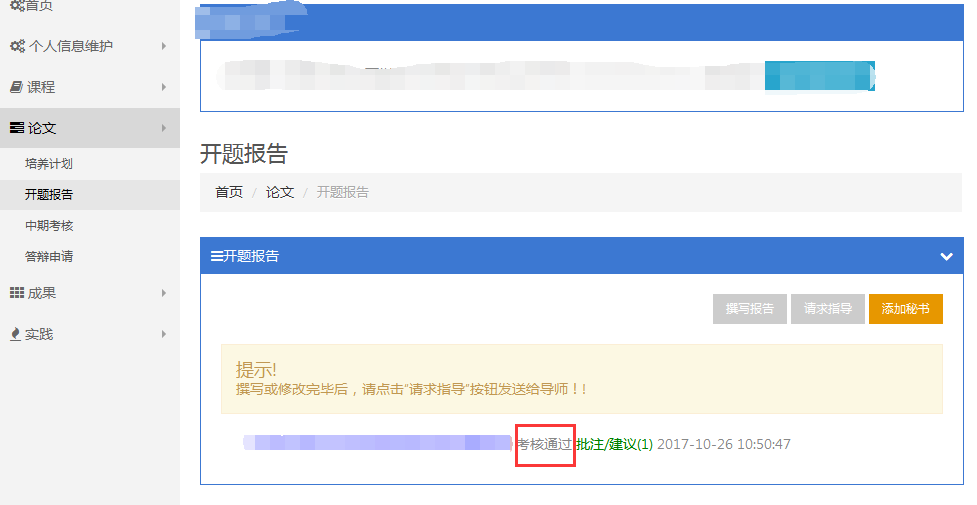 首页
个人信息维护
课程
论文
培养计划
开题报告
中期考核
答辩申请
成果
实践
开题报告
首页 / 论文 / 开题报告
开题报告
撰写报告 请求指导 添加秘书
提示!
撰写或修改完毕后，请点击"请求指导"按钮发送给导师！!
考核通过 批注/建议(1) 2017-10-26 10:50:47